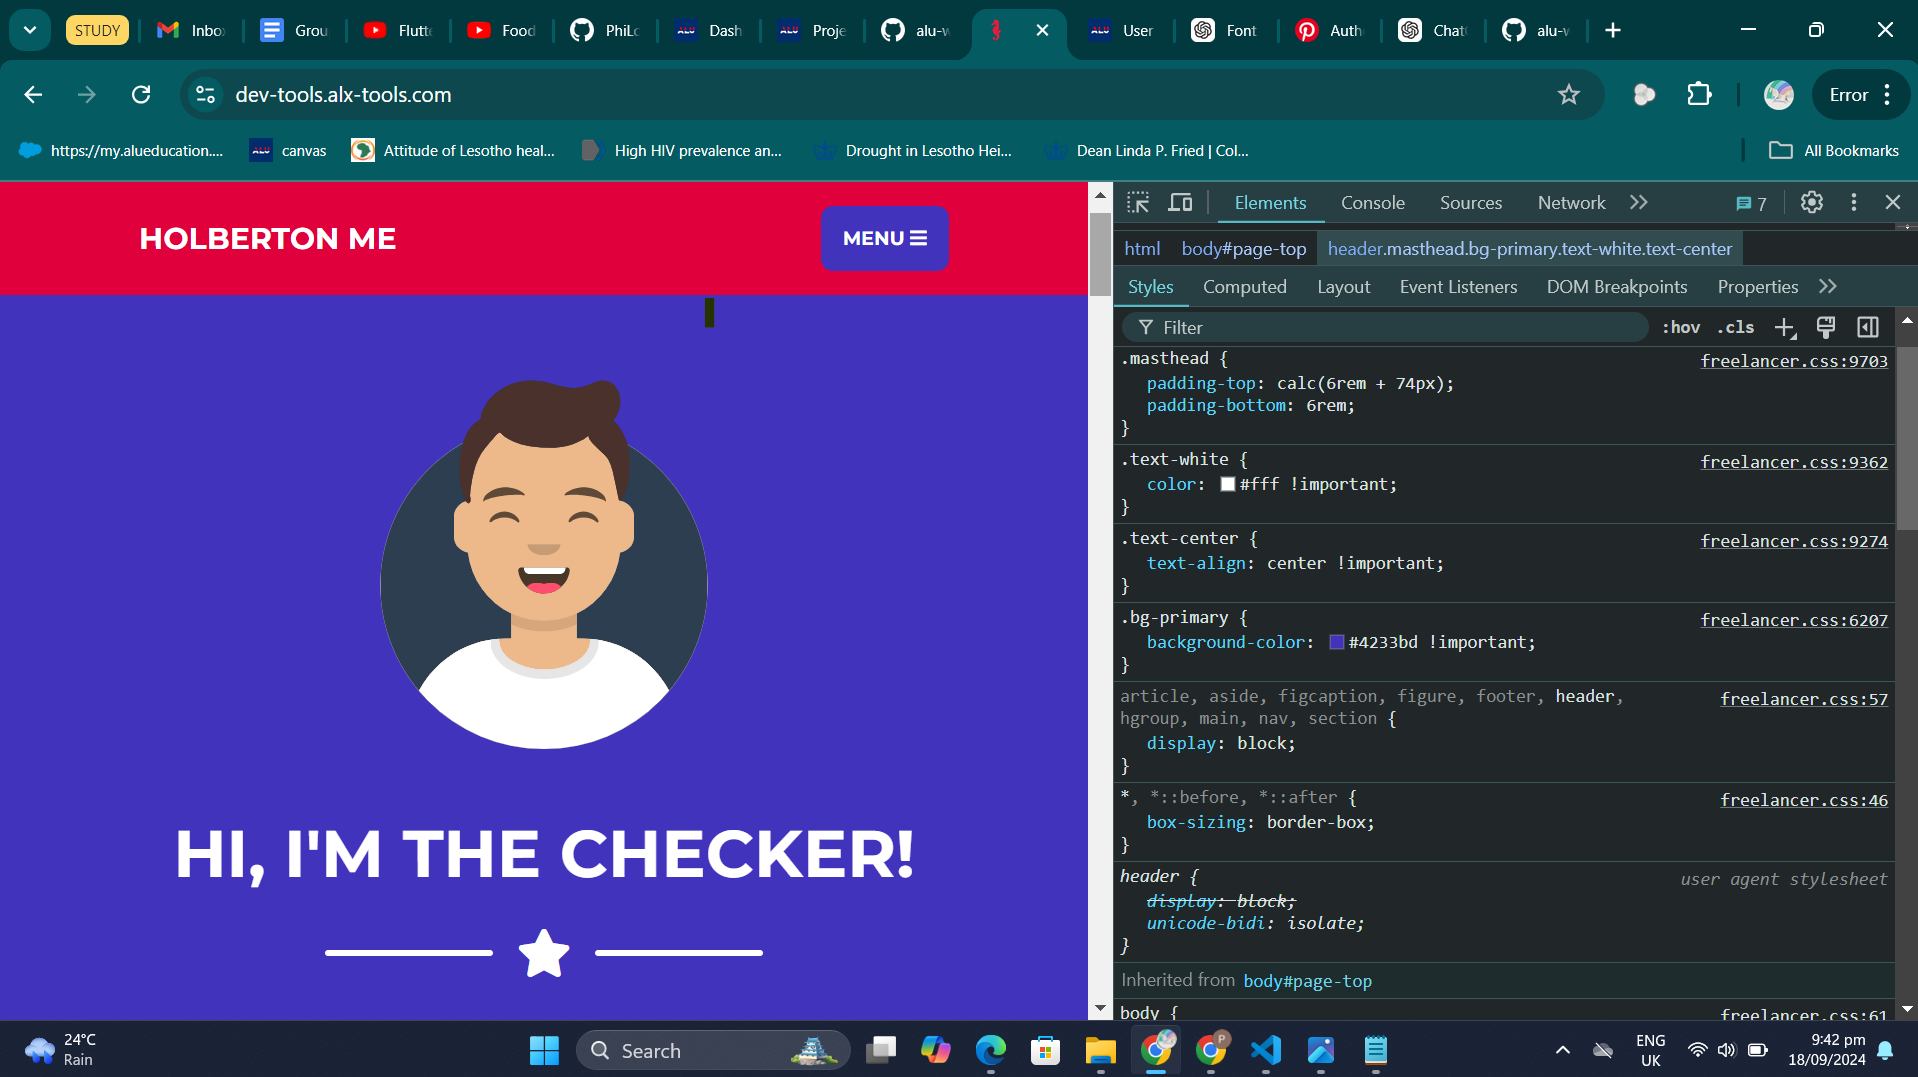 STUDY
Inbo
Grou
Flutt
Food
PhiLo
ALU Dash
ALU Proje
alu-w
ALU User
Font
Auth
Chat
alu-w
dev-tools.alx-tools.com
Error
https://my.alueducation....
ALU canvas
Attitude of Lesotho heal...
High HIV prevalence an...
Drought in Lesotho Hei...
Dean Linda P. Fried | Col...
All Bookmarks
HOLBERTON ME
MENU
HI, I'M THE CHECKER!
Elements
Console
Sources
Network
7
html
body#page-top
header.masthead.bg-primary.text-white.text-center
Styles
Computed
Layout
Event Listeners
DOM Breakpoints
Properties
Filter
:hov
.cls
.masthead {
freelancer.css:9703
padding-top: calc(6rem + 74px);
padding-bottom: 6rem;
}
.text-white {
freelancer.css:9362
color: #fff !important;
}
.text-center {
freelancer.css:9274
text-align: center !important;
}
.bg-primary {
freelancer.css:6207
background-color: #4233bd !important;
}
article, aside, figcaption, figure, footer, header,
freelancer.css:57
hgroup, main, nav, section {
display: block;
}
*, *::before, *::after {
freelancer.css:46
box-sizing: border-box;
}
header {
user agent stylesheet
display: block;
unicode-bidi: isolate;
}
Inherited from body#page-top
body {
freelancer.css:61
24°C
Rain
Search
P
ENG
UK
9:42 pm
18/09/2024